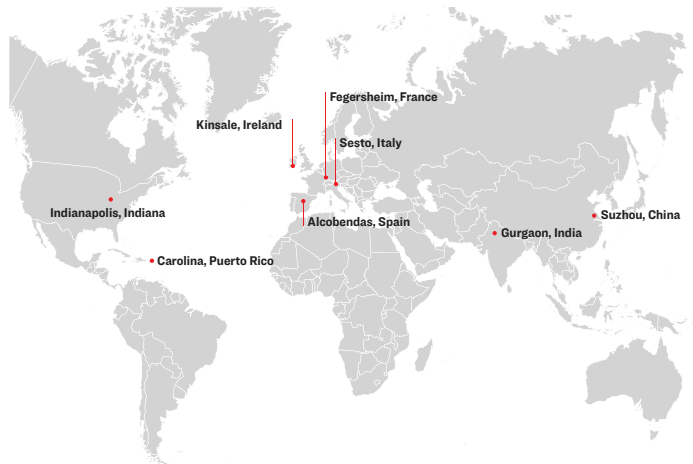 Fegersheim, France
Kinsale, Ireland
Sesto, Italy
Indianapolis, Indiana
Suzhou, China
Alcobendas, Spain
Gurgaon, India
Carolina, Puerto Rico